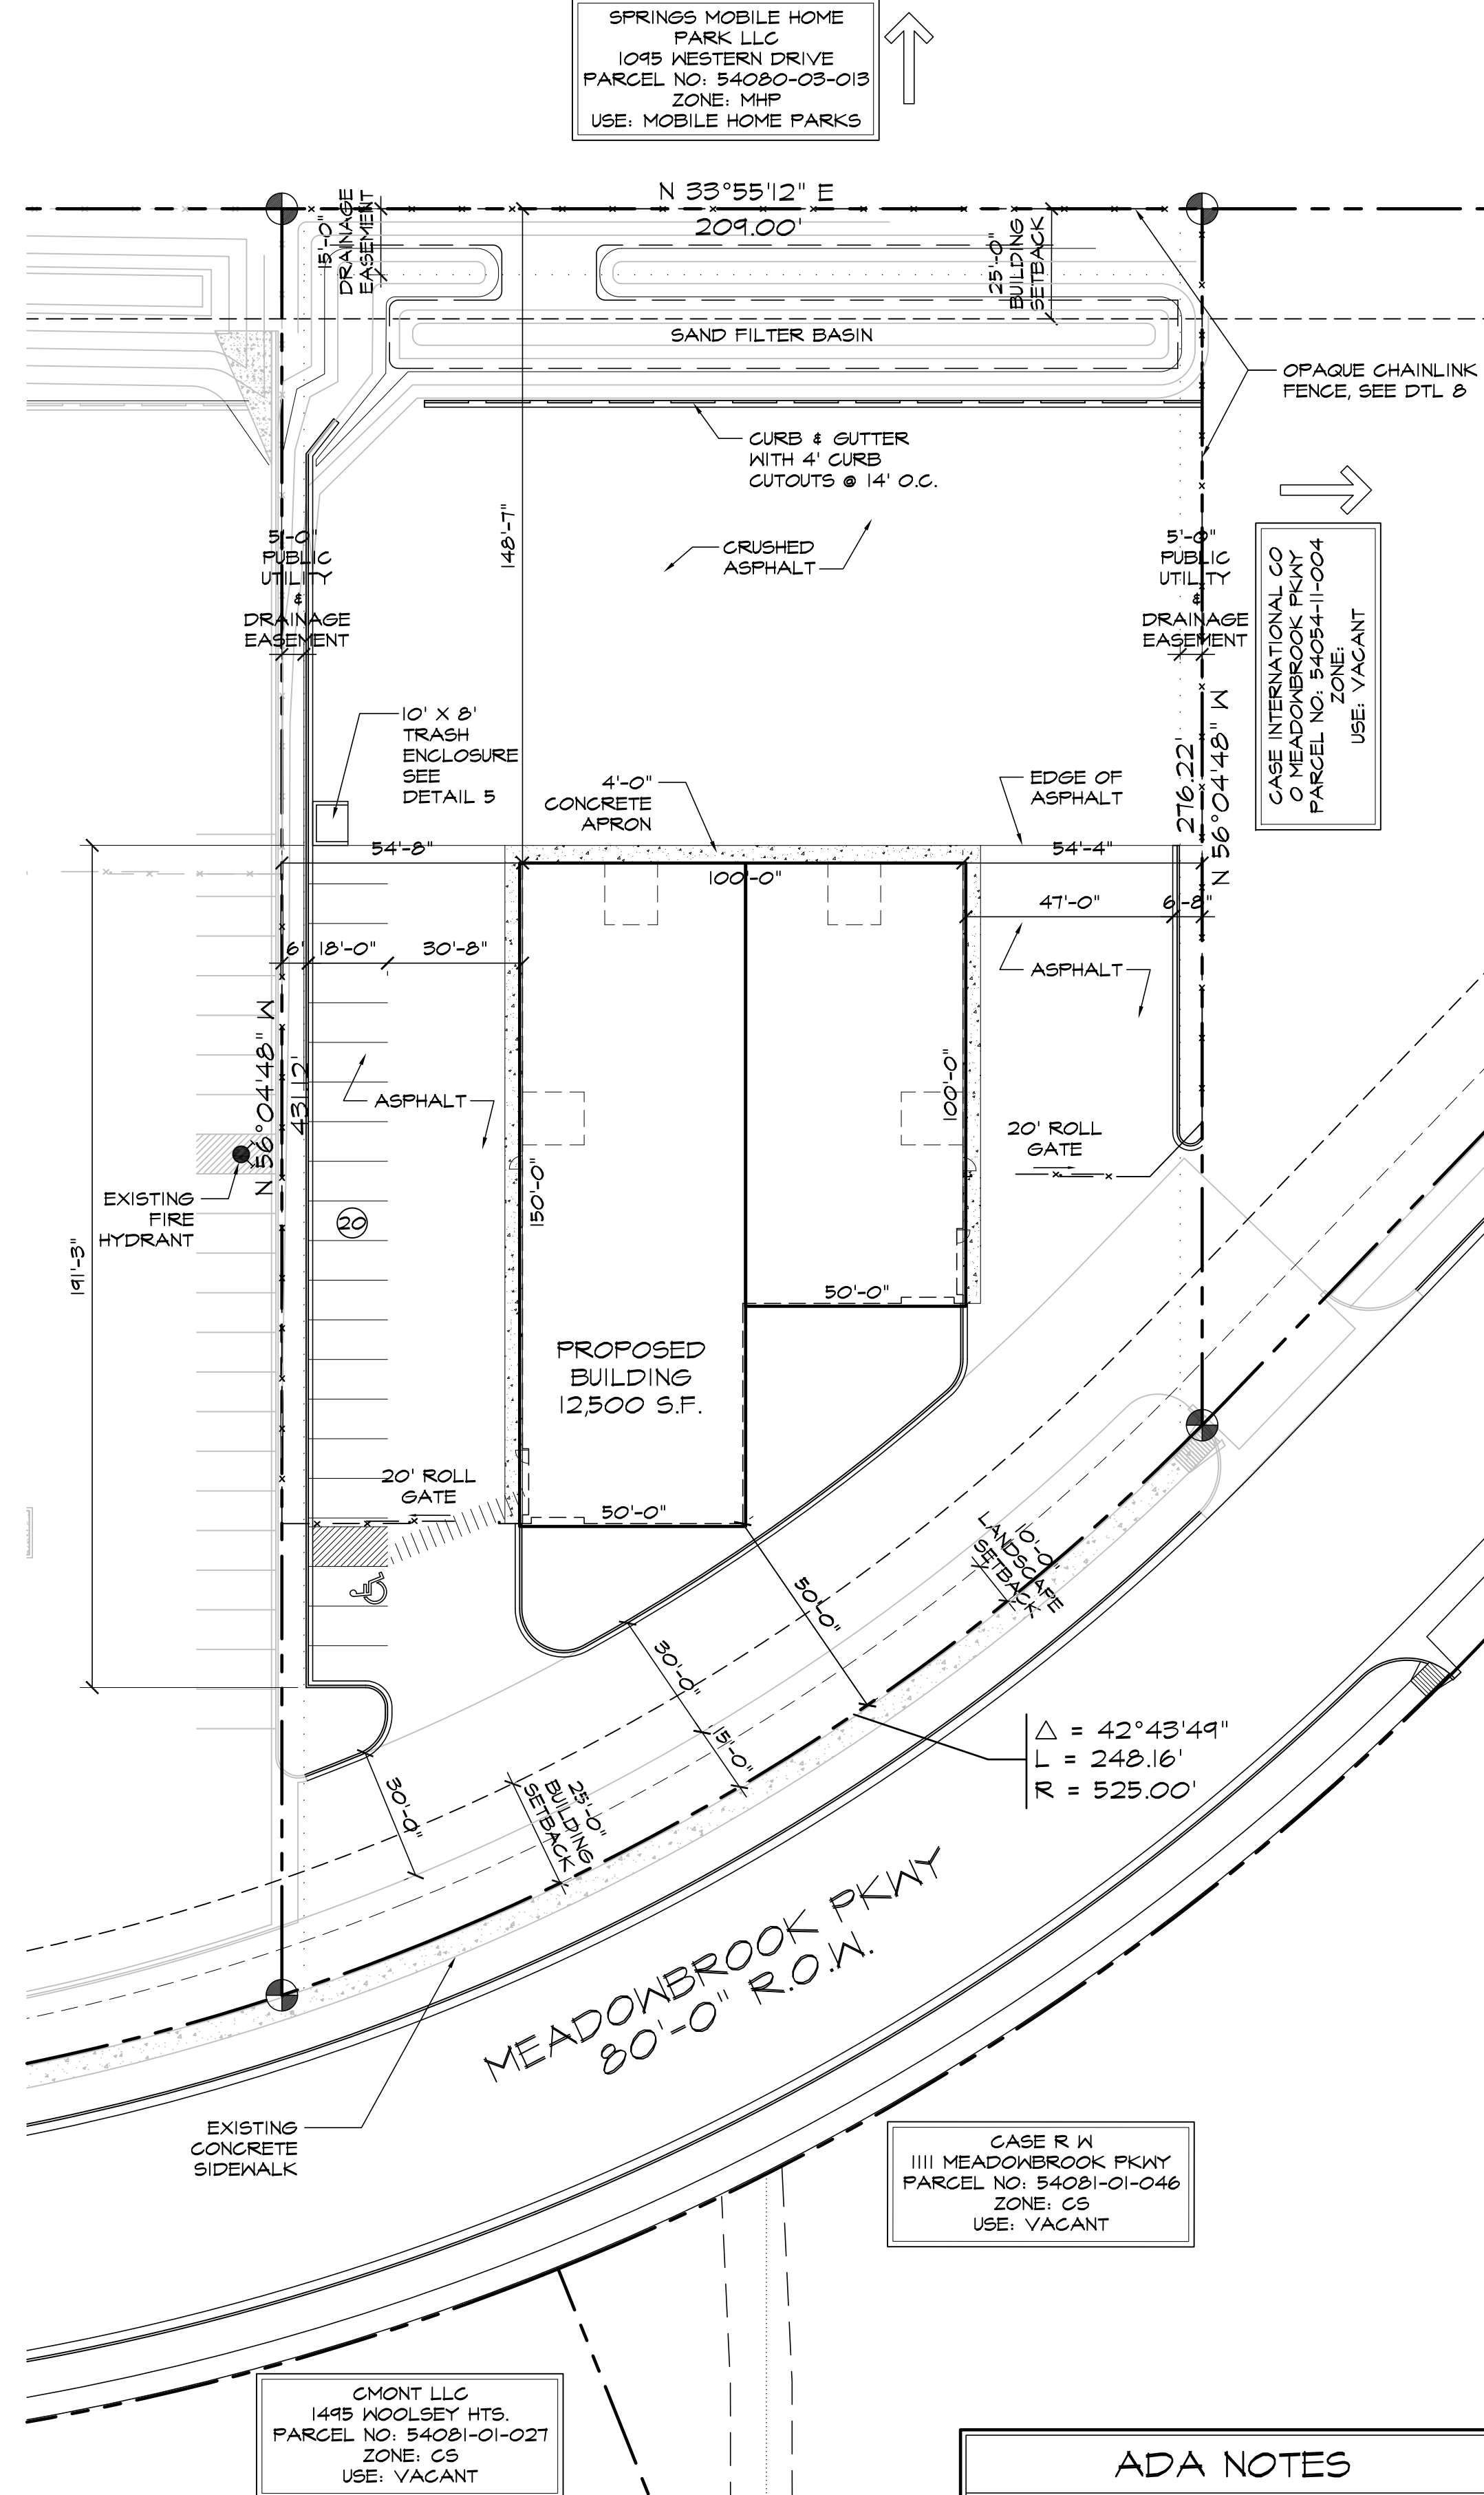 SPRINGS MOBILE HOME
PARK LLC
1095 WESTERN DRIVE
PARCEL NO: 54080-03-013
ZONE: MHP
USE: MOBILE HOME PARKS
N 33°55'12" E
209.00'
15'-0"
DRAINAGE
EASEMENT
25'-0"
BUILDING
SETBACK
SAND FILTER BASIN
OPAQUE CHAINLINK
FENCE, SEE DTL 8
CURB & GUTTER
WITH 4' CURB
CUTOUTS @ 14' O.C.
148'-7"
CRUSHED
ASPHALT
5'-0"
PUBLIC
UTILITY
&
DRAINAGE
EASEMENT
5'-0"
PUBLIC
UTILITY
&
DRAINAGE
EASEMENT
CASE INTERNATIONAL CO
0 MEADOWBROOK PKWY
PARCEL NO: 54054-11-004
ZONE:
USE: VACANT
10' X 8'
TRASH
ENCLOSURE
SEE
DETAIL 5
4'-0"
CONCRETE
APRON
EDGE OF
ASPHALT
276.22'
N 56°04'48" W
54'-8"
100'-0"
54'-4"
47'-0"
6'-8"
6'
18'-0"
30'-8"
ASPHALT
N 56°04'48" W
431.12'
ASPHALT
100'-0"
20' ROLL
GATE
EXISTING
FIRE
HYDRANT
150'-0"
20
191'-3"
50'-0"
PROPOSED
BUILDING
12,500 S.F.
20' ROLL
GATE
50'-0"
10'-0"
LANDSCAPE
SETBACK
50'-0"
30'-0"
15'-0"
△ = 42°43'49"
L = 248.16'
R = 525.00'
30'-0"
25'-0"
BUILDING
SETBACK
MEADOWBROOK PKWY
80'-0" R.O.W.
EXISTING
CONCRETE
SIDEWALK
CASE R W
1111 MEADOWBROOK PKWY
PARCEL NO: 54081-01-046
ZONE: CS
USE: VACANT
CMONT LLC
1495 WOOLSEY HTS.
PARCEL NO: 54081-01-027
ZONE: CS
USE: VACANT
ADA NOTES